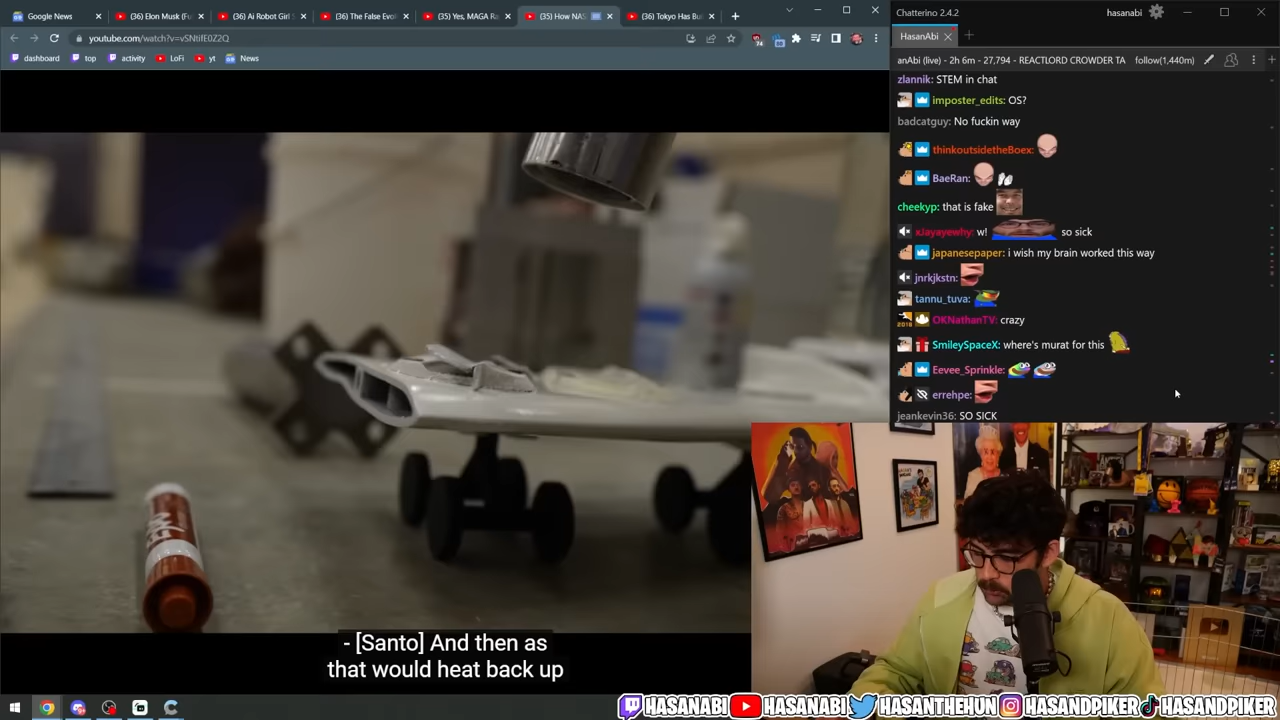 Google News
(36) Elon Musk (Fu
(36) Ai Robot Girl
(36) The False Evo
(35) Yes, MAGA Ra
(35) How NAS
(36) Tokyo Has Bu
youtube.com/watch?v=vSNtifE0Z2Q
dashboard
top
activity
LoFi
yt
News
- [Santo] And then as
that would heat back up
Chatterino 2.4.2
hasanabi
HasanAbi
anAbi (live) - 2h 6m - 27,794 - REACTLORD CROWDER TA
follow(1,440m)
zlannik: STEM in chat
imposter_edits: OS?
badcatguy: No fuckin way
thinkoutsidetheBoex:
BaeRan:
cheekyp: that is fake
xJayayewhy: w! so sick
japanesepaper: i wish my brain worked this way
jnrkjkstn:
tannu_tuva:
OKNathanTV: crazy
SmileySpaceX: where's murat for this
Eevee_Sprinkle:
errehpe:
jeankevin36: SO SICK
HASANABI
HASANABI
HASANTHEHUN
HASANDPIKER
HASANDPIKER